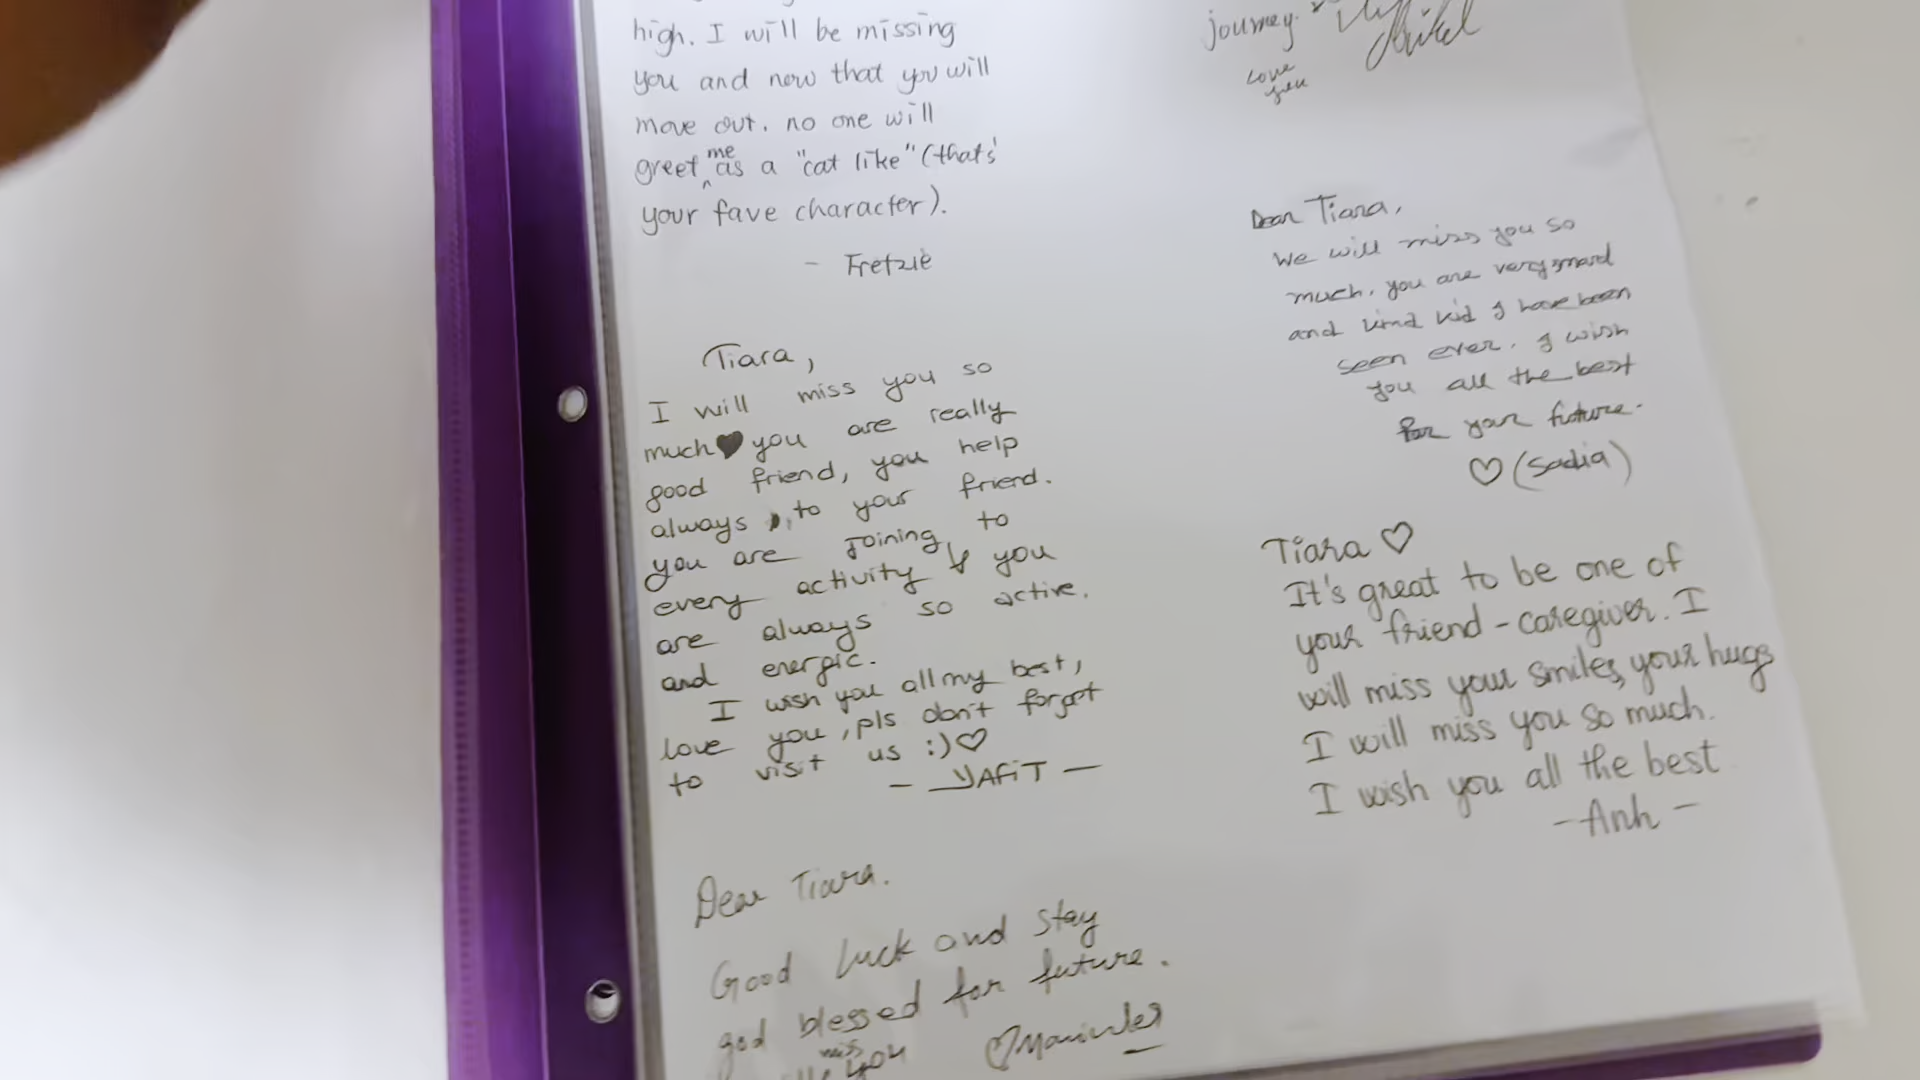 high. I will be missing
you and now that you will
move out. no one will
greet me as a "cat like" (thats'
your fave character).
- Fretzie
Tiara,
I will miss you so
much♥ you are really
good friend, you help
always to your friend.
you are Joining to
every activity & you
are always so active.
and energic.
I wish you all my best,
love you, pls don't forget
to visit us :)♡
- YAFiT -
Dear Tiara.
Good luck and stay
god blessed for future.
miss
you
♡Maninder
journey.
Love
you
Dear Tiara,
We will miss you so
much. you are very smard
and kind kid I have been
seen ever. I wish
you all the best
for your future.
♡ (Sadia)
Tiara ♡
It's great to be one of
your friend - caregiver. I
will miss your smiles, your hugs
I will miss you so much.
I wish you all the best
- Anh -